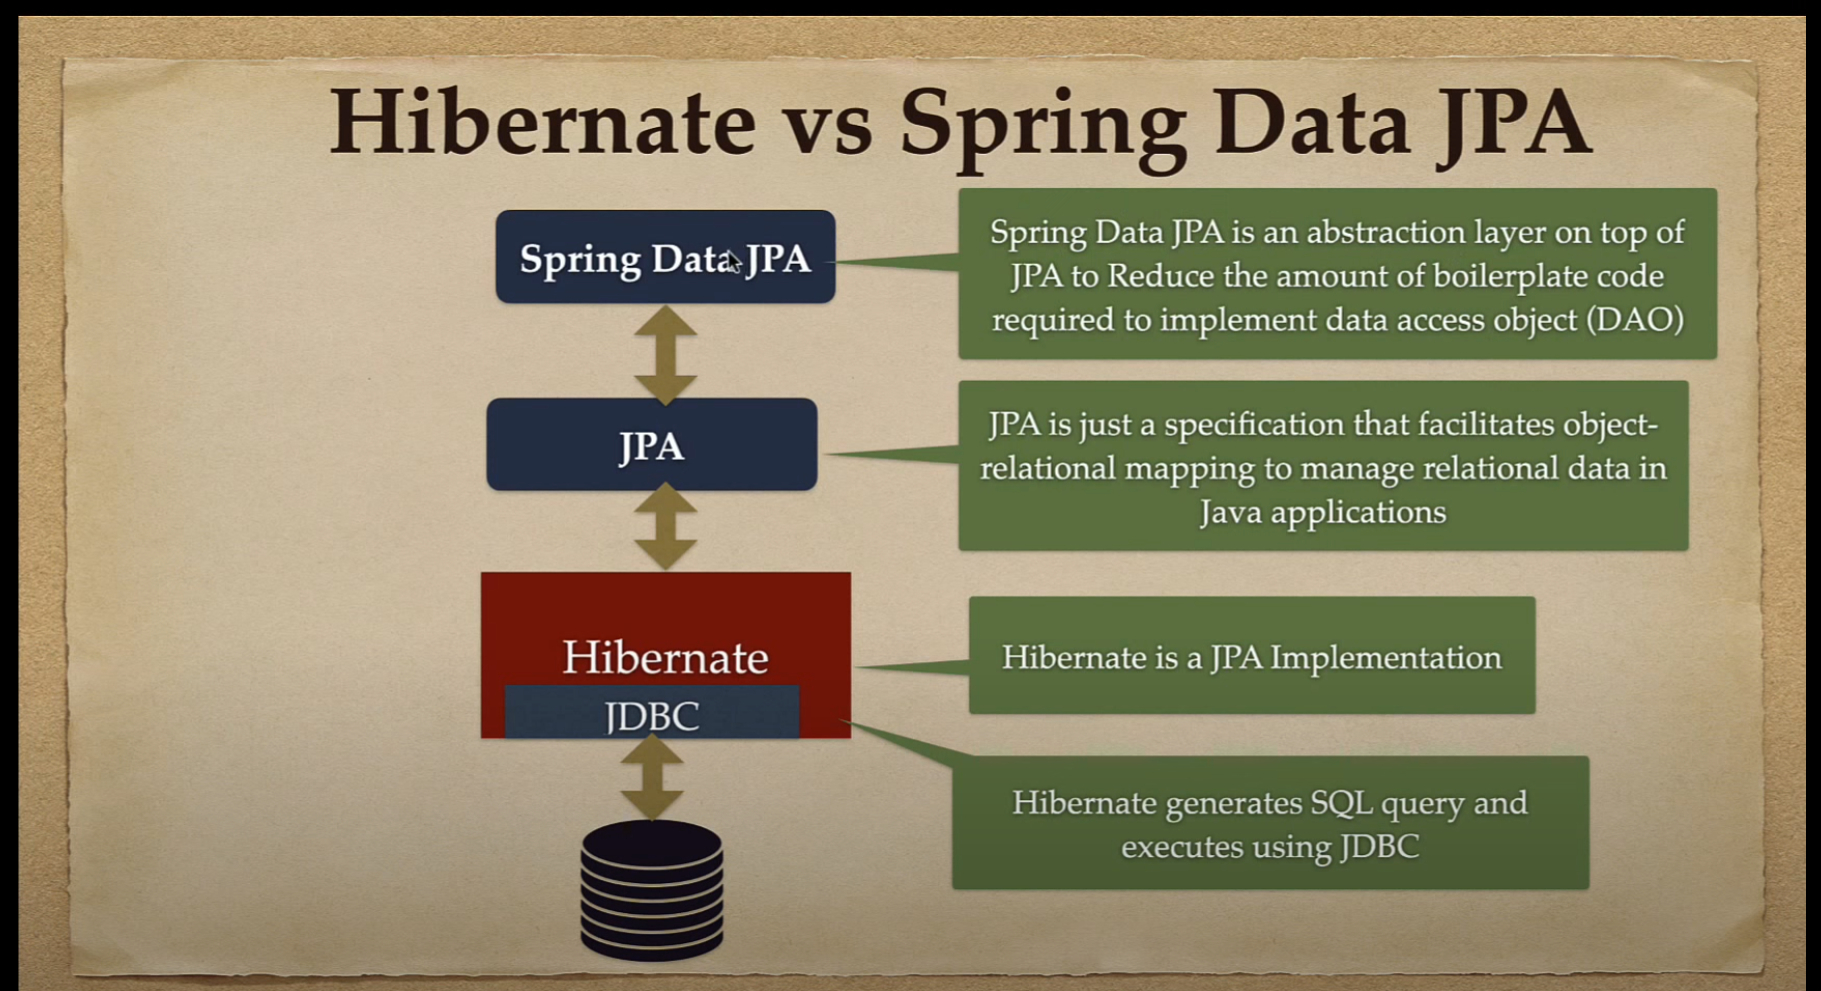 Hibernate vs Spring Data JPA
Spring Data JPA
Spring Data JPA is an abstraction layer on top of
JPA to Reduce the amount of boilerplate code
required to implement data access object (DAO)
JPA
JPA is just a specification that facilitates object-
relational mapping to manage relational data in
Java applications
Hibernate
JDBC
Hibernate is a JPA Implementation
Hibernate generates SQL query and
executes using JDBC